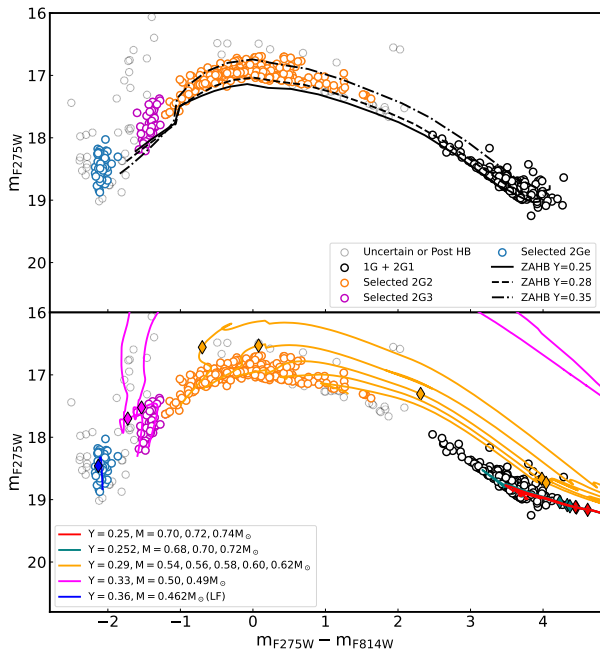 16
17
18
19
20
m_F275W
Uncertain or Post HB
1G + 2G1
Selected 2G2
Selected 2G3
Selected 2Ge
ZAHB Y=0.25
ZAHB Y=0.28
ZAHB Y=0.35
16
17
18
19
20
m_F275W
Y = 0.25, M = 0.70, 0.72, 0.74M⊙
Y = 0.252, M = 0.68, 0.70, 0.72M⊙
Y = 0.29, M = 0.54, 0.56, 0.58, 0.60, 0.62M⊙
Y = 0.33, M = 0.50, 0.49M⊙
Y = 0.36, M = 0.462M⊙(LF)
−2 −1 0 1 2 3 4
m_F275W − m_F814W